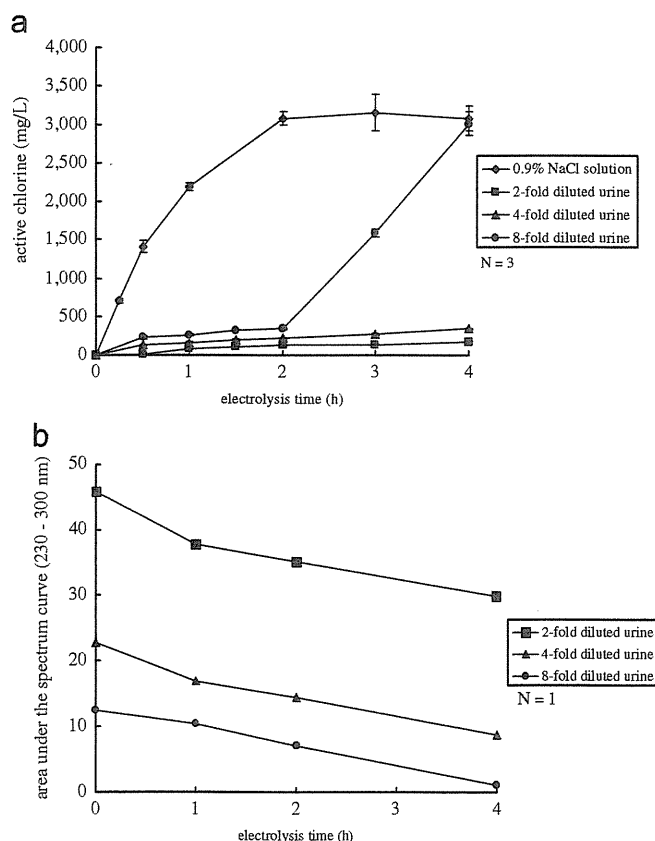 a
4,000
3,500
3,000
2,500
2,000
1,500
1,000
500
0
active chlorine (mg/L)
0 1 2 3 4
electrolysis time (h)
0.9% NaCl solution
2-fold diluted urine
4-fold diluted urine
8-fold diluted urine
N = 3
b
50
40
30
20
10
0
area under the spectrum curve (230 - 300 nm)
0 1 2 3 4
electrolysis time (h)
2-fold diluted urine
4-fold diluted urine
8-fold diluted urine
N = 1